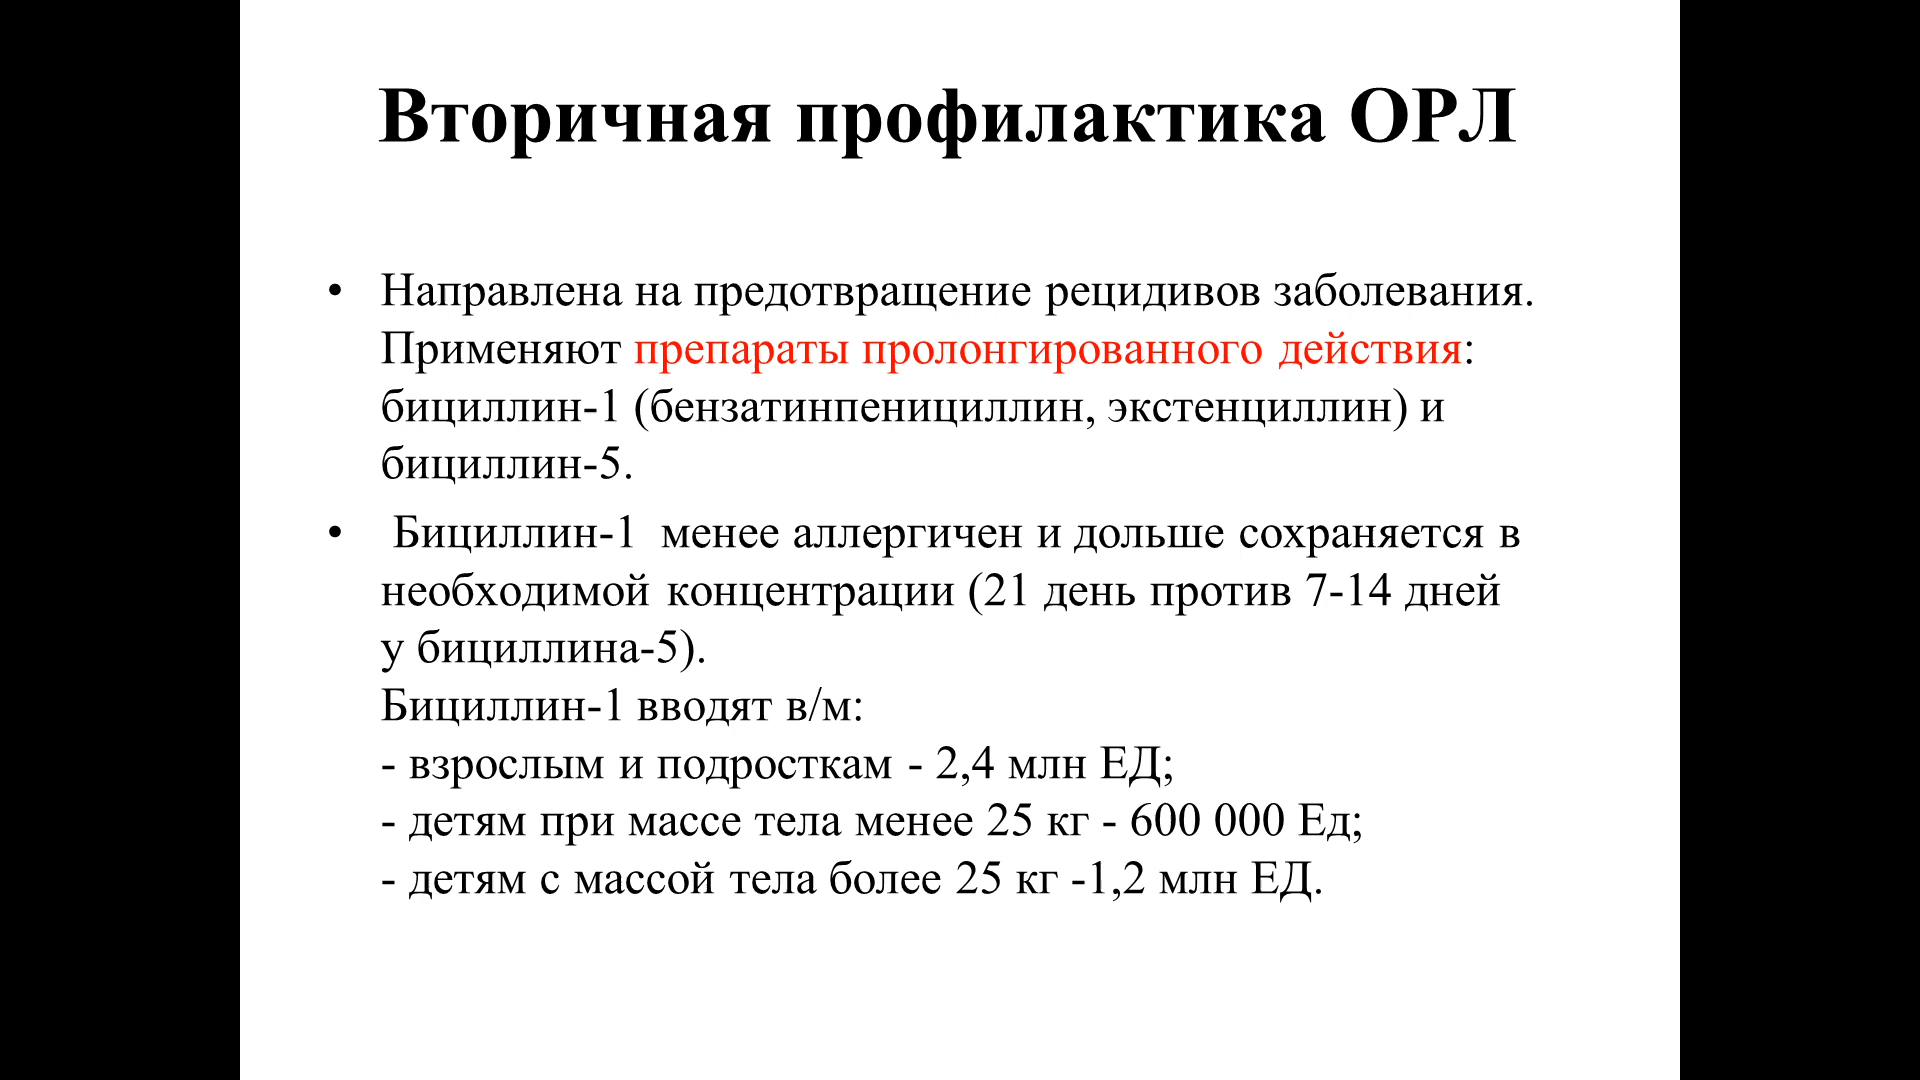 Вторичная профилактика ОРЛ
• Направлена на предотвращение рецидивов заболевания.
Применяют препараты пролонгированного действия:
бициллин-1 (бензатинпенициллин, экстенциллин) и
бициллин-5.
• Бициллин-1 менее аллергичен и дольше сохраняется в
необходимой концентрации (21 день против 7-14 дней
у бициллина-5).
Бициллин-1 вводят в/м:
- взрослым и подросткам - 2,4 млн ЕД;
- детям при массе тела менее 25 кг - 600 000 Ед;
- детям с массой тела более 25 кг -1,2 млн ЕД.